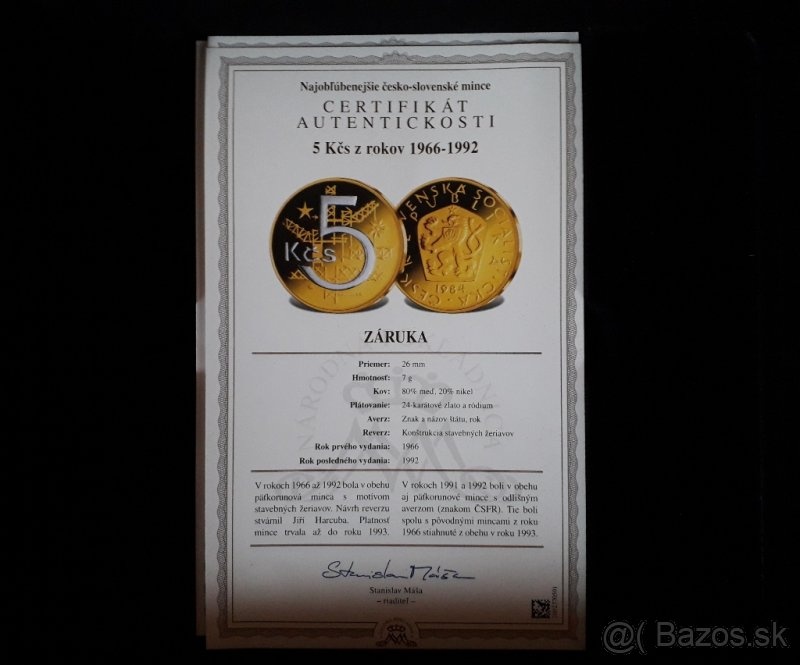 Najobľúbenejšie česko-slovenské mince
CERTIFIKÁT
AUTENTICKOSTI
5 Kčs z rokov 1966-1992
5
Kčs
1984
ZÁRUKA
Priemer: 26 mm
Hmotnosť: 7 g
Kov: 80% meď, 20% nikel
Plátovanie: 24-karátové zlato a ródium
Averz: Znak a názov štátu, rok
Reverz: Konštrukcia stavebných žeriavov
Rok prvého vydania: 1966
Rok posledného vydania: 1992
V rokoch 1966 až 1992 bola v obehu
päťkorunová minca s motívom
stavebných žeriavov. Návrh reverzu
stvárnil Jiří Harcuba. Platnosť
mince trvala až do roku 1993.
V rokoch 1991 a 1992 boli v obehu
aj päťkorunové mince s odlišným
averzom (znakom ČSFR). Tie boli
spolu s pôvodnými mincami z roku
1966 stiahnuté z obehu v roku 1993.
Stanislav Máša
Stanislav Máša
– riaditeľ –
@( Bazos.sk